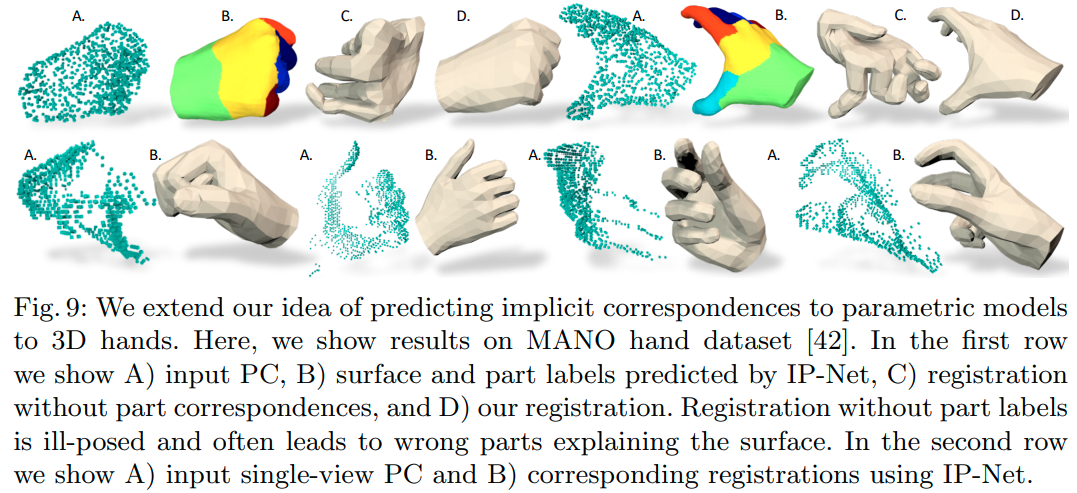 A. B. C. D. A. B. C. D.
A. B. A. B. A. B. A. B.
Fig. 9: We extend our idea of predicting implicit correspondences to parametric models
to 3D hands. Here, we show results on MANO hand dataset [42]. In the first row
we show A) input PC, B) surface and part labels predicted by IP-Net, C) registration
without part correspondences, and D) our registration. Registration without part labels
is ill-posed and often leads to wrong parts explaining the surface. In the second row
we show A) input single-view PC and B) corresponding registrations using IP-Net.